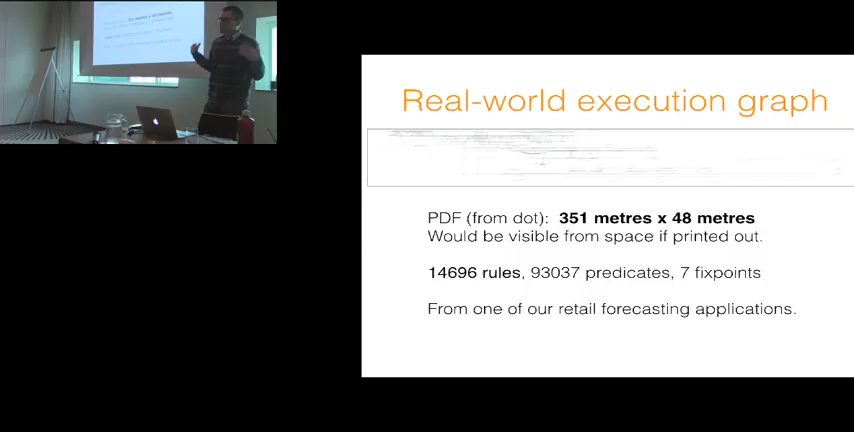 Real-world execution graph
PDF (from dot): 351 metres x 48 metres
Would be visible from space if printed out.
14696 rules, 93037 predicates, 7 fixpoints
From one of our retail forecasting applications.